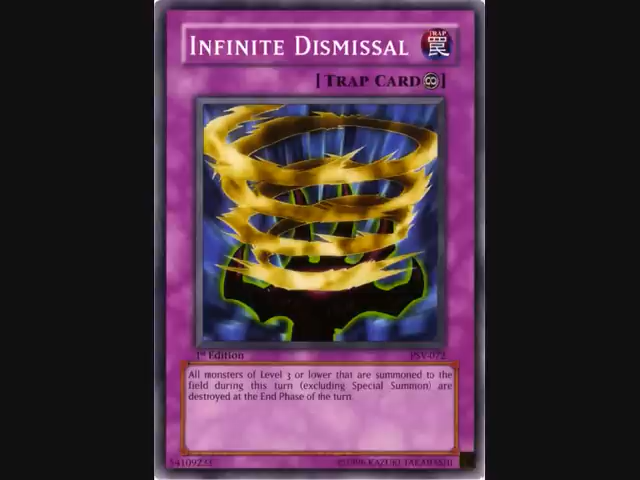 INFINITE DISMISSAL
TRAP
罠
[TRAP CARD∞]
1st Edition
PSV-072
All monsters of Level 3 or lower that are summoned to the
field during this turn (excluding Special Summon) are
destroyed at the End Phase of the turn.
54109233
©1996 KAZUKI TAKAHASHI